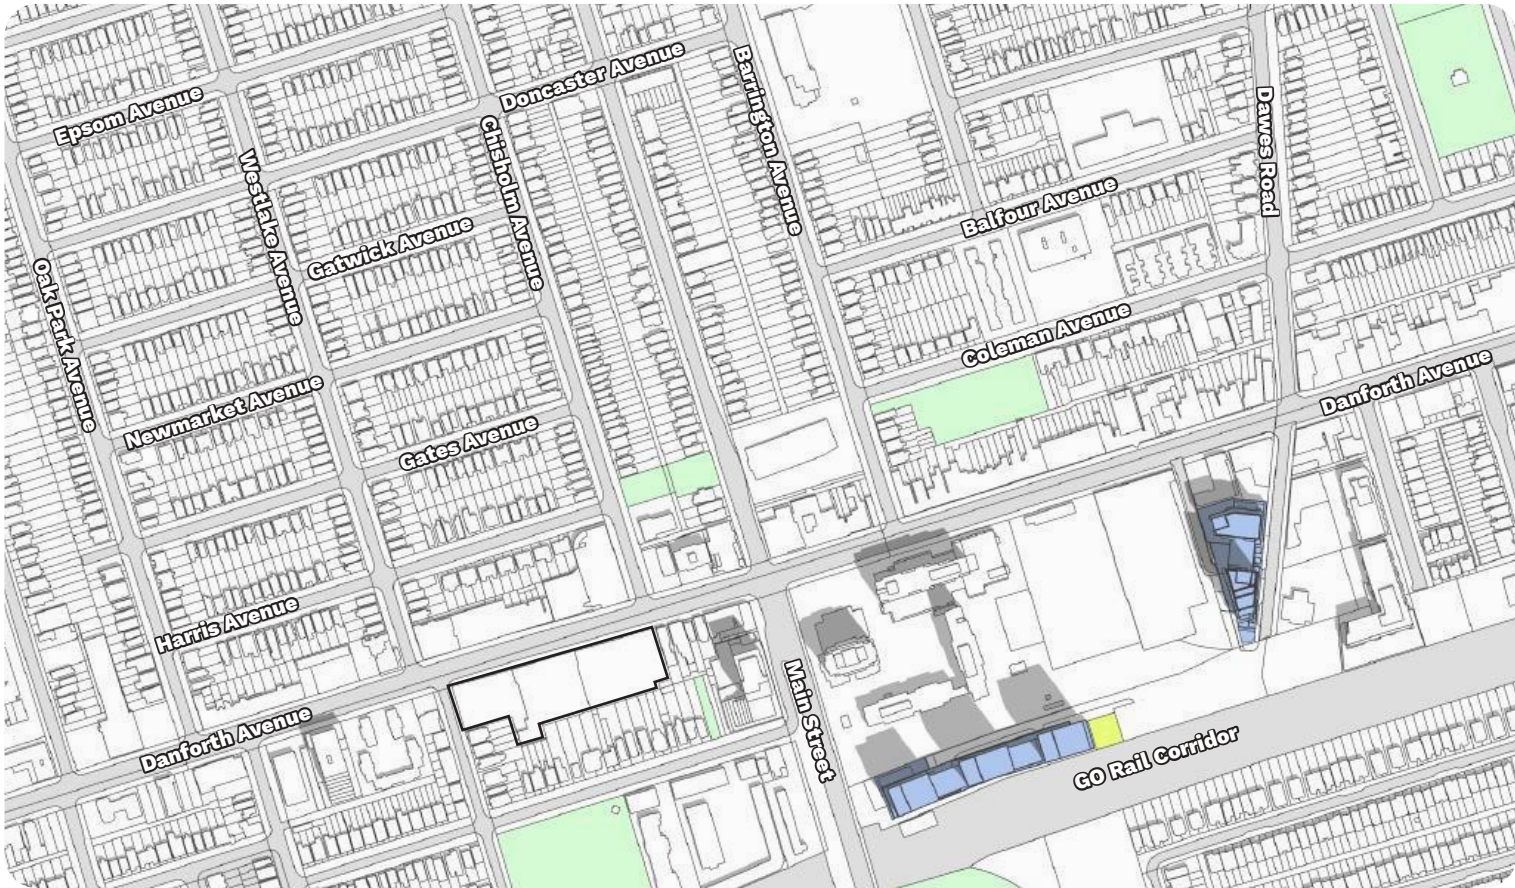 Doncaster Avenue
Epsom Avenue
Barrington Avenue
Dawes Road
Chisholm Avenue
Westlake Avenue
Balfour Avenue
Gatwick Avenue
Oak Park Avenue
Coleman Avenue
Danforth Avenue
Newmarket Avenue
Gates Avenue
Harris Avenue
Main Street
Danforth Avenue
GO Rail Corridor